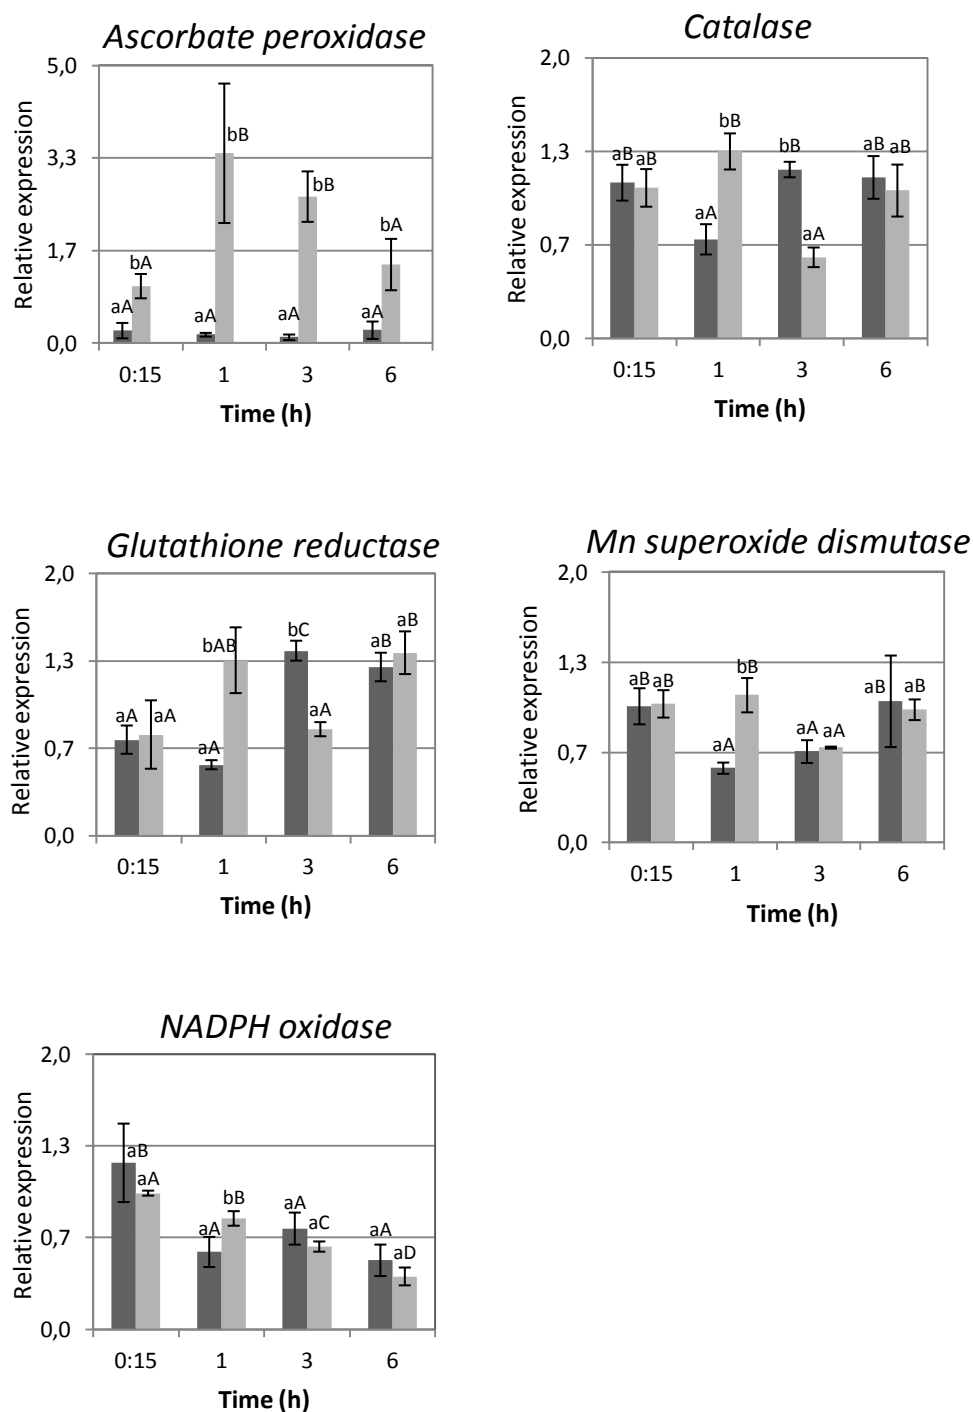 Ascorbate peroxidase
Relative expression
5,0
3,3
1,7
0,0
aA
bA
aA
bB
aA
bB
aA
bA
0:15 1 3 6
Time (h)
Catalase
Relative expression
2,0
1,3
0,7
0,0
aB
aB
aA
bB
bB
aA
aB
aB
0:15 1 3 6
Time (h)
Glutathione reductase
Relative expression
2,0
1,3
0,7
0,0
aA
aA
aA
bAB
bC
aA
aB
aB
0:15 1 3 6
Time (h)
Mn superoxide dismutase
Relative expression
2,0
1,3
0,7
0,0
aB
aB
aA
bB
aA
aA
aB
aB
0:15 1 3 6
Time (h)
NADPH oxidase
Relative expression
2,0
1,3
0,7
0,0
aB
aA
aA
bB
aA
aC
aA
aD
0:15 1 3 6
Time (h)